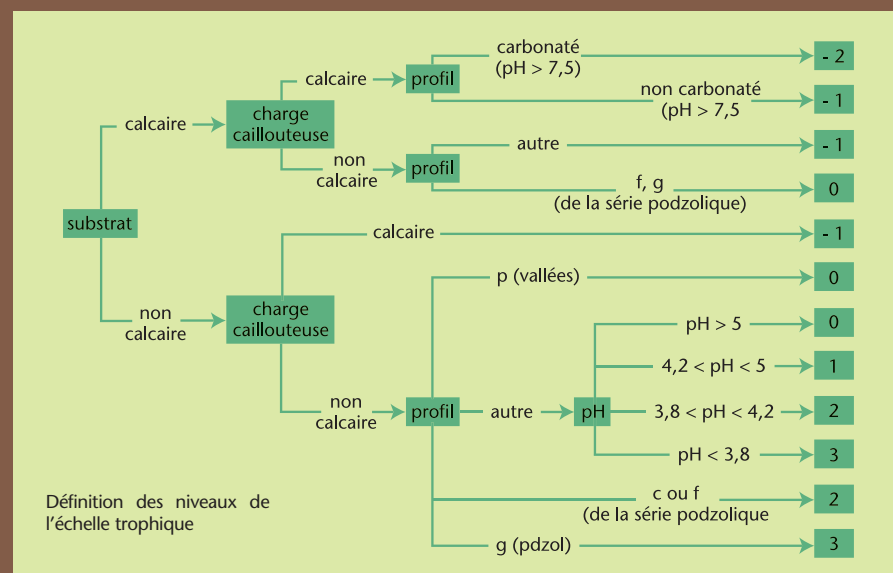 carbonaté
(pH > 7,5)
- 2
calcaire
profil
non carbonaté
(pH > 7,5
- 1
charge
caillouteuse
calcaire
autre
- 1
non
calcaire
profil
f, g
(de la série podzolique)
0
substrat
calcaire
- 1
p (vallées)
0
non
calcaire
charge
caillouteuse
pH > 5
0
4,2 < pH < 5
1
non
calcaire
profil
autre
pH
3,8 < pH < 4,2
2
pH < 3,8
3
c ou f
(de la série podzolique
2
g (pdzol)
3
Définition des niveaux de
l'échelle trophique